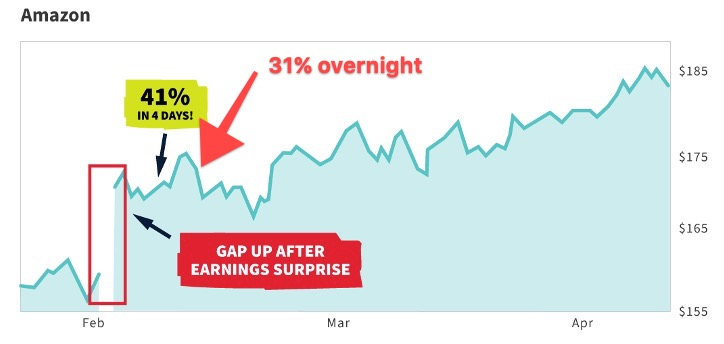 Amazon
31% overnight
41%
IN 4 DAYS!
GAP UP AFTER
EARNINGS SURPRISE
$185
$175
$165
$155
Feb
Mar
Apr